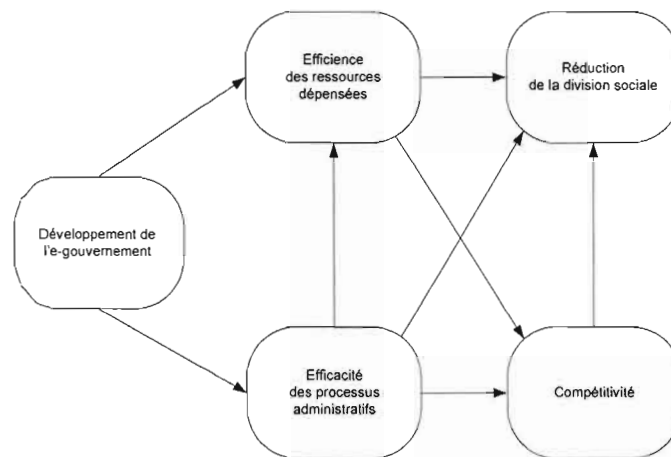 Efficience
des ressources
dépensées
Réduction
de la division sociale
Développement de
l'e-gouvernement
Efficacité
des processus
administratifs
Compétitivité